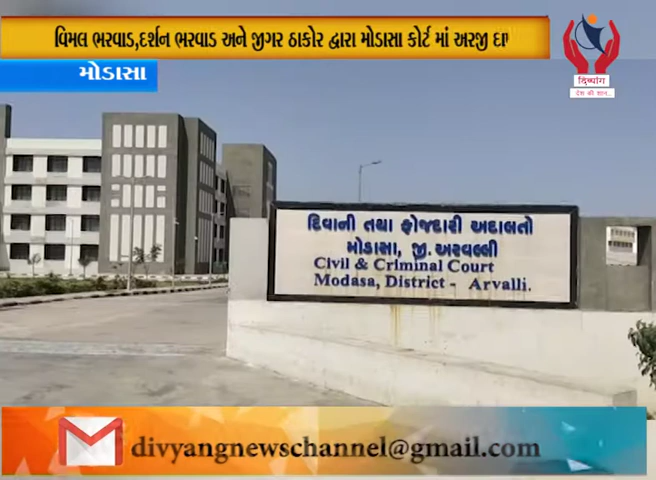 વિમલ ભરવાડ,દર્શન ભરવાડ અને જીગર ઠાકોર દ્વારા મોડાસા કોર્ટ માં અરજી
મોડાસા
દિવ્યાંગ
દેશ કી શાન..
દિવાની તથા ફોજદારી અદાલતો
મોડાસા, જી.અરવલ્લી
Civil & Criminal Court
Modasa, District - Arvalli.
divyangnewschannel@gmail.com